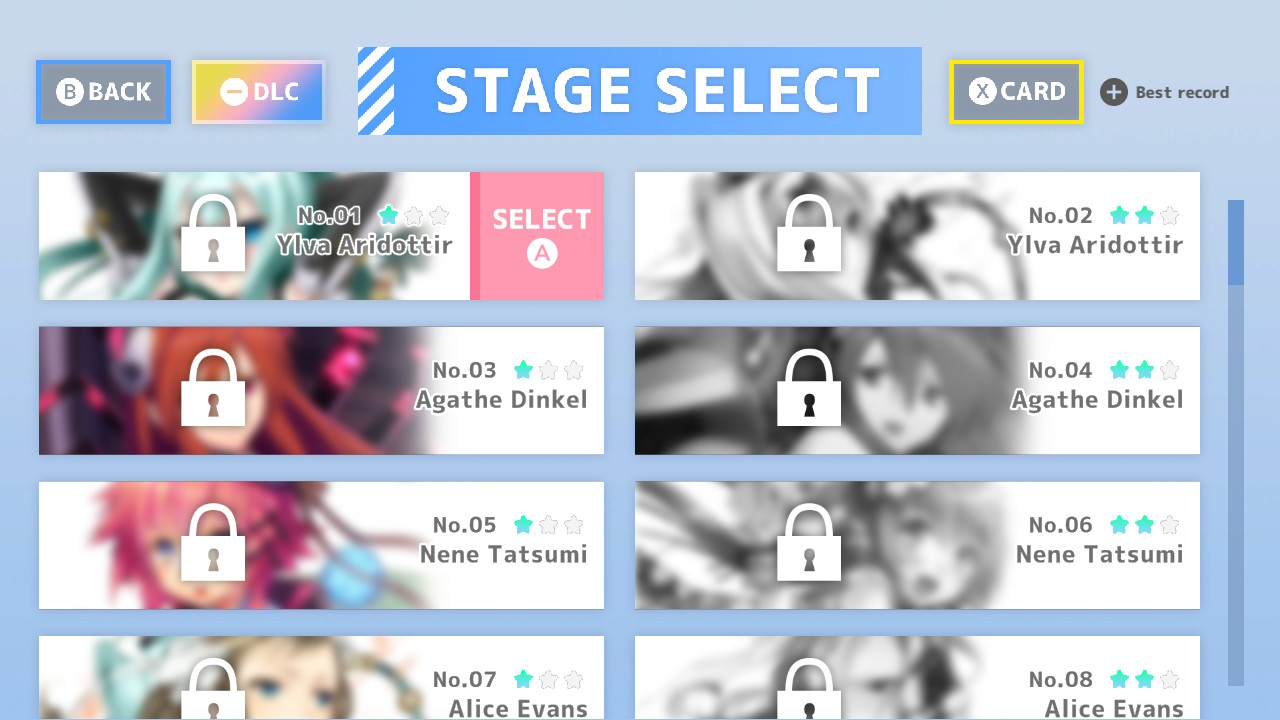 B BACK
DLC
STAGE SELECT
X CARD
Best record
No.01
Ylva Aridottir
SELECT
A
No.02
Ylva Aridottir
No.03
Agathe Dinkel
No.04
Agathe Dinkel
No.05
Nene Tatsumi
No.06
Nene Tatsumi
No.07
Alice Evans
No.08
Alice Evans